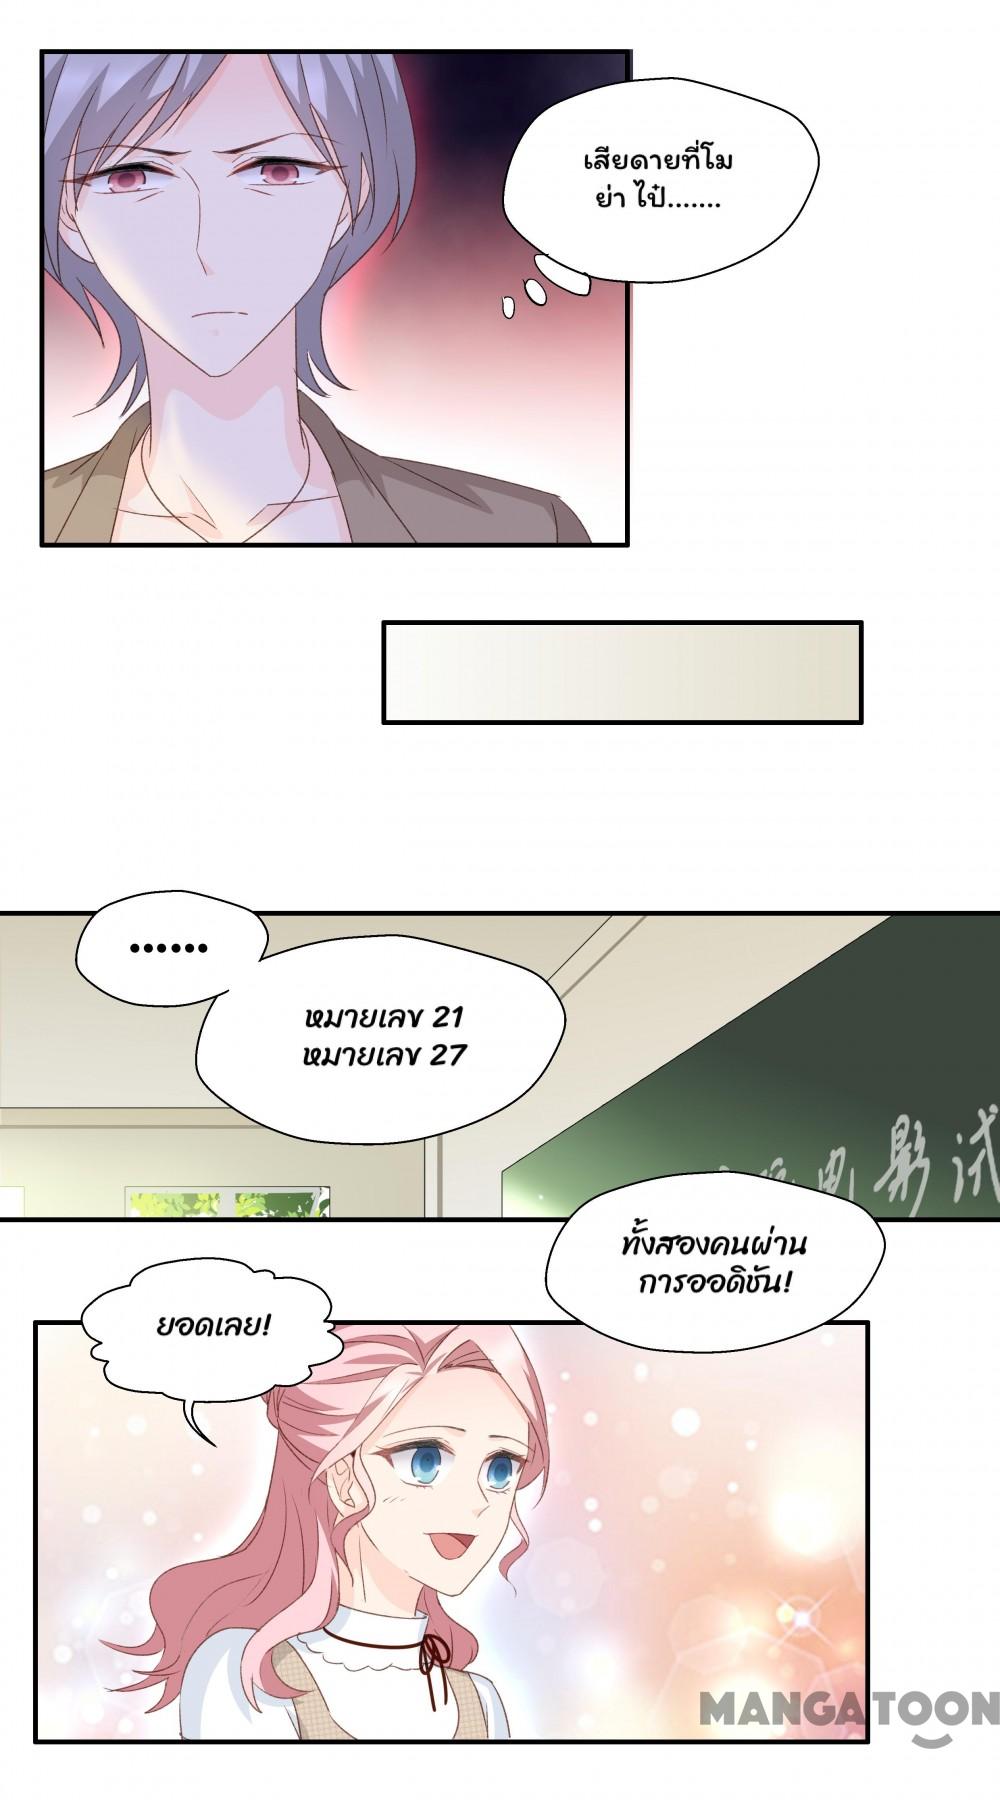 เสียดายที่โม
ย่า ไป๋.......
......
หมายเลข 21
หมายเลข 27
电影试
ทั้งสองคนผ่าน
การออดิชัน!
ยอดเลย!
MANGATOON